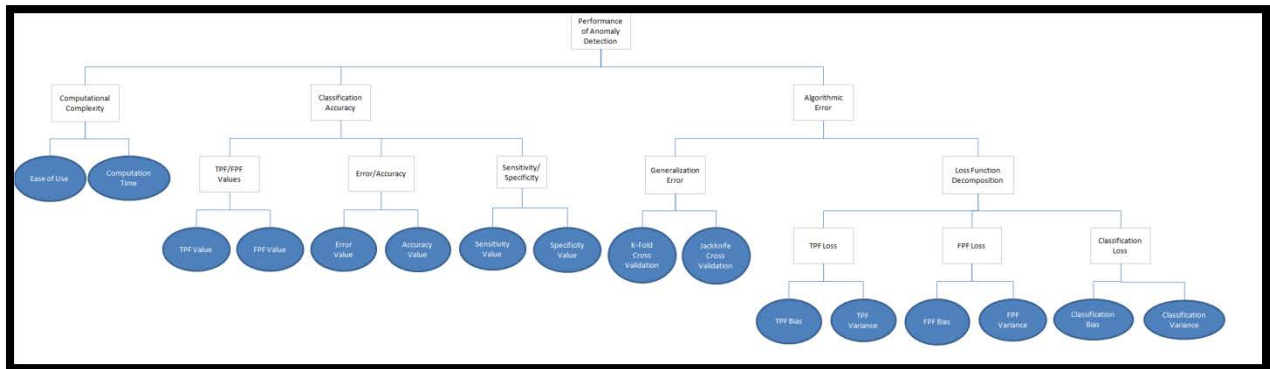 Performance
of Anomaly
Detection
Computational
Complexity
Classification
Accuracy
Algorithmic
Error
Ease of Use
Computation
Time
TPF/FPF
Values
Error/Accuracy
Sensitivity/
Specificity
Generalization
Error
Loss Function
Decomposition
TPF Value
FPF Value
Error
Value
Accuracy
Value
Sensitivity
Value
Specificity
Value
K-Fold
Cross
Validation
Jackknife
Cross
Validation
TPF Loss
FPF Loss
Classification
Loss
TPF Bias
TPF
Variance
FPF Bias
FPF
Variance
Classification
Bias
Classification
Variance